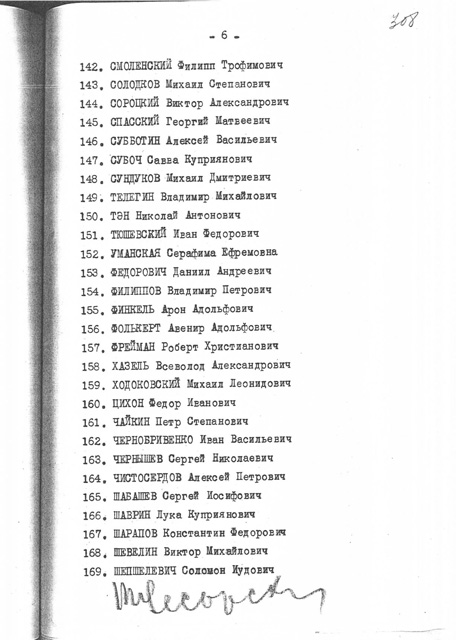 308
- 6 -
142. СМОЛЕНСКИЙ Филипп Трофимович
143. СОЛОДКОВ Михаил Степанович
144. СОРОЦКИЙ Виктор Александрович
145. СПАССКИЙ Георгий Матвеевич
146. СУББОТИН Алексей Васильевич
147. СУБОЧ Савва Куприянович
148. СУНДУКОВ Михаил Дмитриевич
149. ТЕЛЕГИН Владимир Михайлович
150. ТЭН Николай Антонович
151. ТЮШЕВСКИЙ Иван Федорович
152. УМАНСКАЯ Серафима Ефремовна
153. ФЕДОРОВИЧ Даниил Андреевич
154. ФИЛИППОВ Владимир Петрович
155. ФИНКЕЛЬ Арон Адольфович
156. ФОЛЬКЕРТ Авенир Адольфович
157. ФРЕЙМАН Роберт Христианович
158. ХАЗЕЛЬ Всеволод Александрович
159. ХОДОКОВСКИЙ Михаил Леонидович
160. ЦИХОН Федор Иванович
161. ЧАЙКИН Петр Степанович
162. ЧЕРНОБРИВЕНКО Иван Васильевич
163. ЧЕРНЫШЕВ Сергей Николаевич
164. ЧИСТОСЕРДОВ Алексей Петрович
165. ШАБАШЕВ Сергей Иосифович
166. ШАВРИН Лука Куприянович
167. ШАРАПОВ Константин Федорович
168. ШЕВЕЛИН Виктор Михайлович
169. ШЕПШЕЛЕВИЧ Соломон Иудович